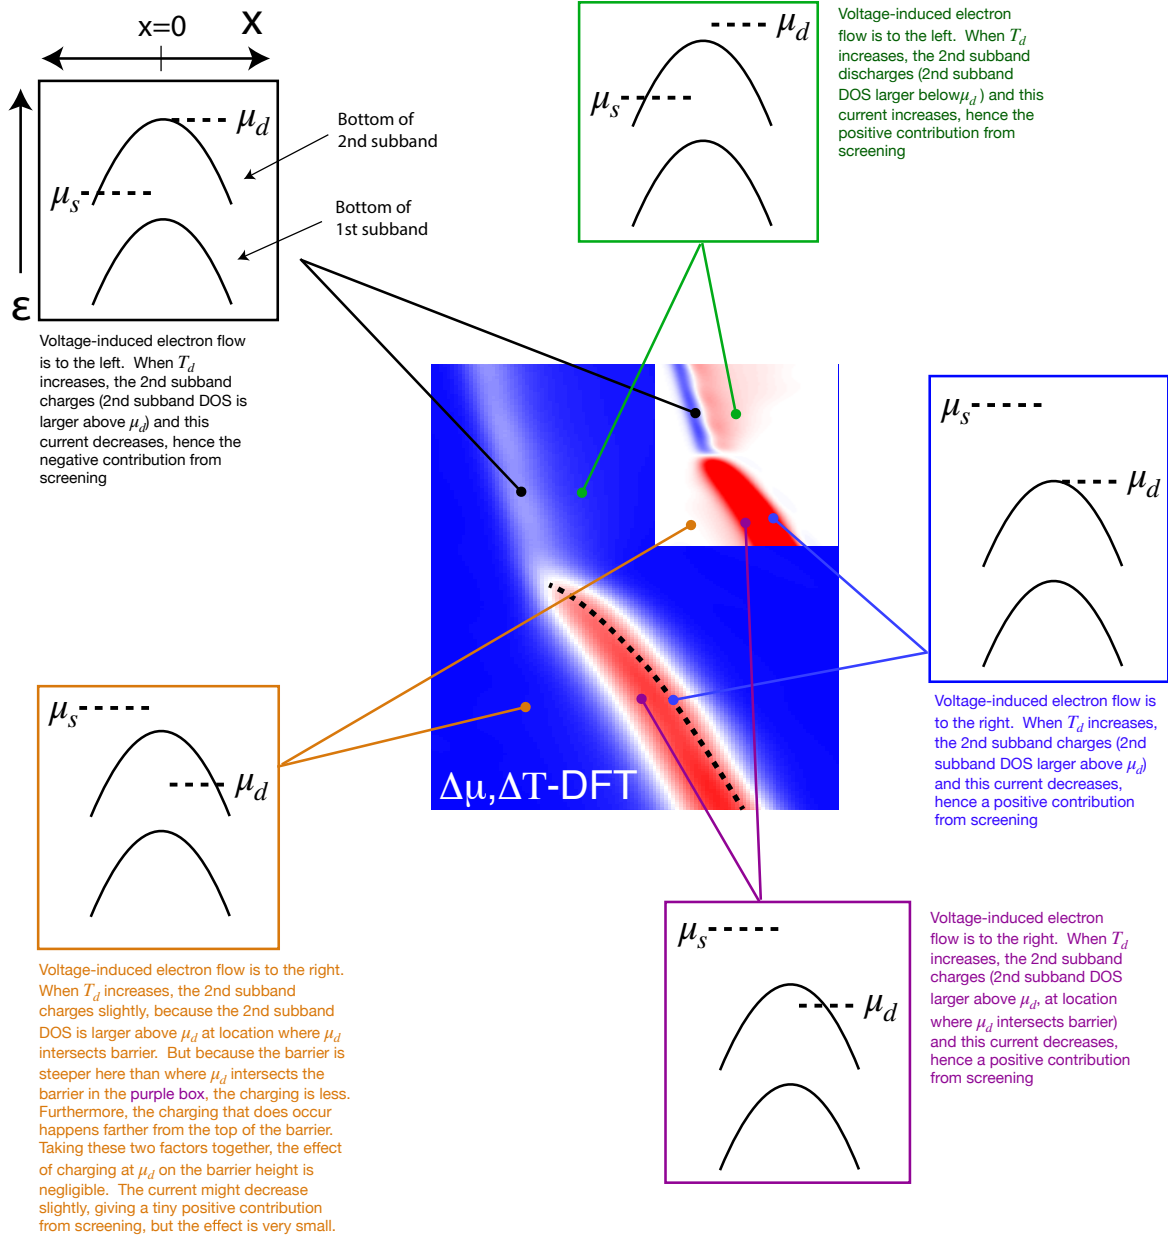 x=0
X
μd
μs
Bottom of
2nd subband
Bottom of
1st subband
ε
Voltage-induced electron flow
is to the left. When Td
increases, the 2nd subband
charges (2nd subband DOS is
larger above μd) and this
current decreases, hence the
negative contribution from
screening
μd
μs
Voltage-induced electron
flow is to the left. When Td
increases, the 2nd subband
discharges (2nd subband
DOS larger belowμd ) and this
current increases, hence the
positive contribution from
screening
Δμ,ΔT-DFT
μs
μd
Voltage-induced electron flow is
to the right. When Td increases,
the 2nd subband charges (2nd
subband DOS larger above μd)
and this current decreases,
hence a positive contribution
from screening
μs
μd
Voltage-induced electron flow is to the right.
When Td increases, the 2nd subband
charges slightly, because the 2nd subband
DOS is larger above μd at location where μd
intersects barrier. But because the barrier is
steeper here than where μd intersects the
barrier in the purple box, the charging is less.
Furthermore, the charging that does occur
happens farther from the top of the barrier.
Taking these two factors together, the effect
of charging at μd on the barrier height is
negligible. The current might decrease
slightly, giving a tiny positive contribution
from screening, but the effect is very small.
μs
μd
Voltage-induced electron
flow is to the right. When Td
increases, the 2nd subband
charges (2nd subband DOS
larger above μd, at location
where μd intersects barrier)
and this current decreases,
hence a positive contribution
from screening